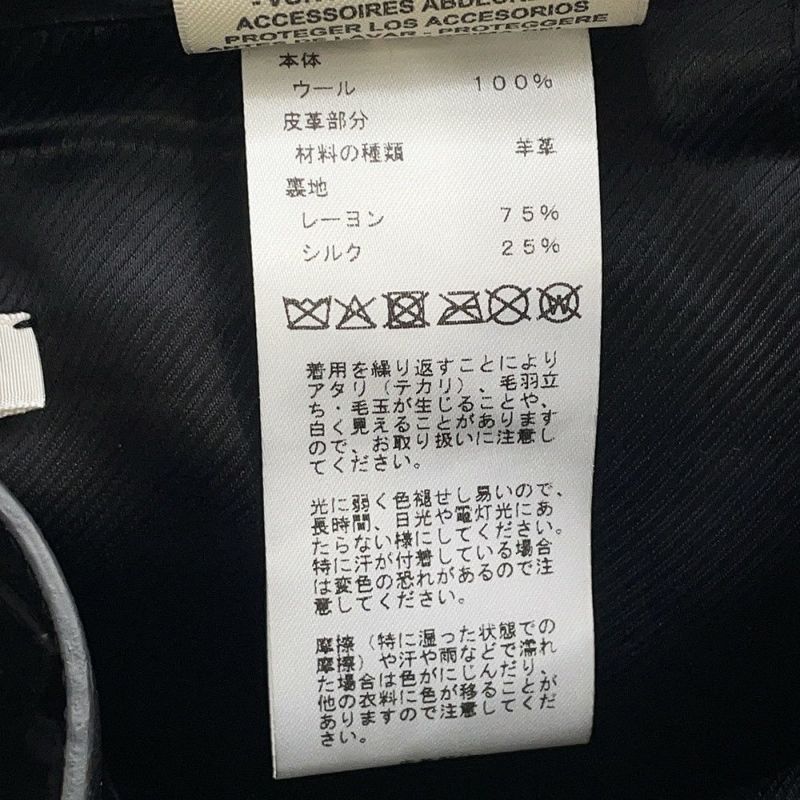 ACCESSOIRES
PROTEGER LOS ACCESORIOS
LAVAR - PROTEGGERE
本体
ウール 100%
皮革部分
材料の種類 羊革
裏地
レーヨン 75%
シルク 25%
着用を繰り返すことにより
アタリ（テカリ）、毛羽立
ち・毛玉が生じることや、
白く見えることがあります
ので、お取り扱いに注意し
てください。
光に弱く色褪せし易いので、
長時間、日光や電灯光にあ
たらない様にしてください。
特に汗が付着している場合
は変色の恐れがあるので注
意してください。
摩擦（特に湿った状態での
摩擦）や汗や雨などで濡れ
た場合は色がにじんだり、
他の衣料に色が移ることが
ありますので注意してくだ
さい。